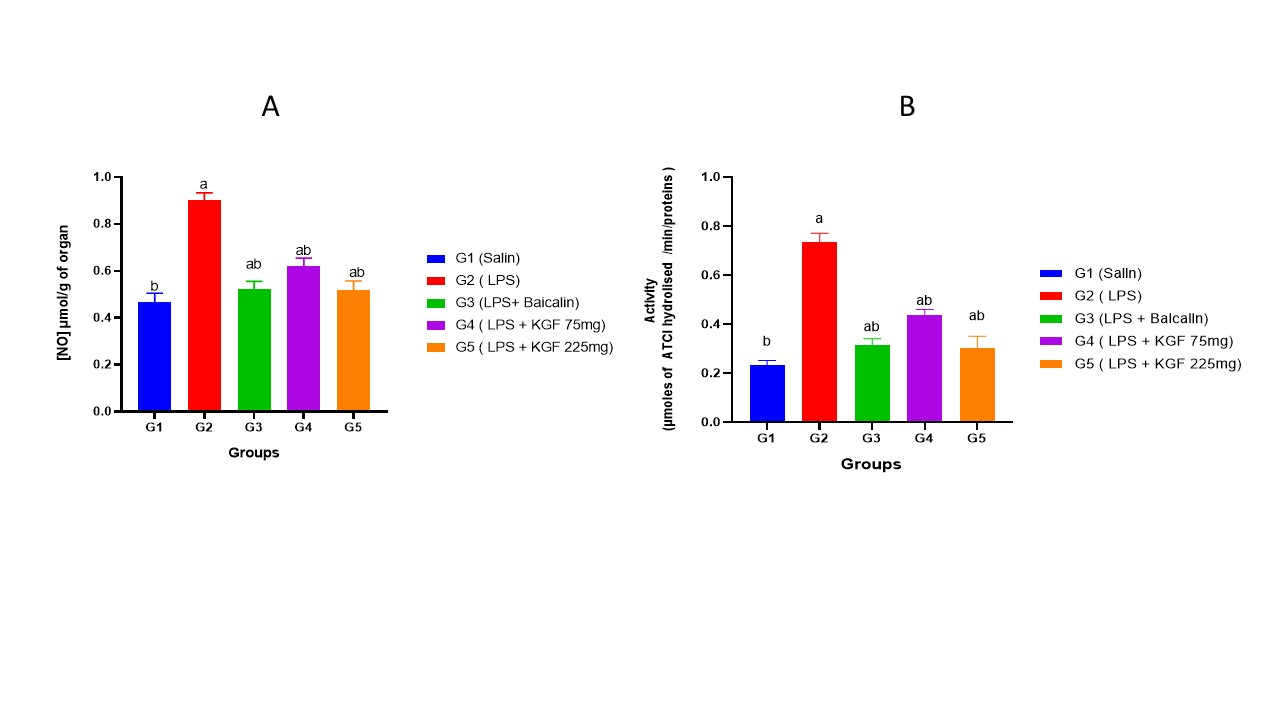 A
[NO] µmol/g of organ
1.0
0.8
0.6
0.4
0.2
0.0
b
a
ab
ab
ab
G1 G2 G3 G4 G5
Groups
G1 (Salin)
G2 ( LPS)
G3 (LPS+ Baicalin)
G4 ( LPS + KGF 75mg)
G5 ( LPS + KGF 225mg)
B
Activity
(µmoles of ATCI hydrolised /min/proteins )
1.0
0.8
0.6
0.4
0.2
0.0
b
a
ab
ab
ab
G1 G2 G3 G4 G5
Groups
G1 (Salln)
G2 ( LPS)
G3 (LPS + Balcalln)
G4 ( LPS + KGF 75mg)
G5 ( LPS + KGF 225mg)